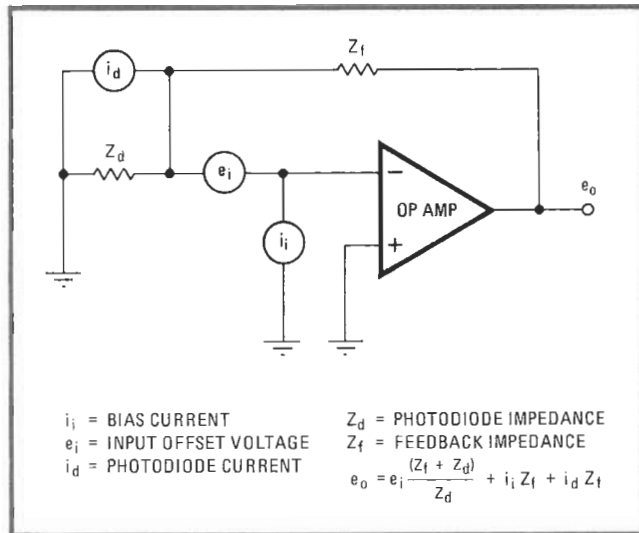 Z_f
i_d
Z_d
e_i
−
OP AMP
e_o
i_i
+
i_i = BIAS CURRENT
e_i = INPUT OFFSET VOLTAGE
i_d = PHOTODIODE CURRENT
Z_d = PHOTODIODE IMPEDANCE
Z_f = FEEDBACK IMPEDANCE
e_o = e_i (Z_f + Z_d) / Z_d + i_i Z_f + i_d Z_f